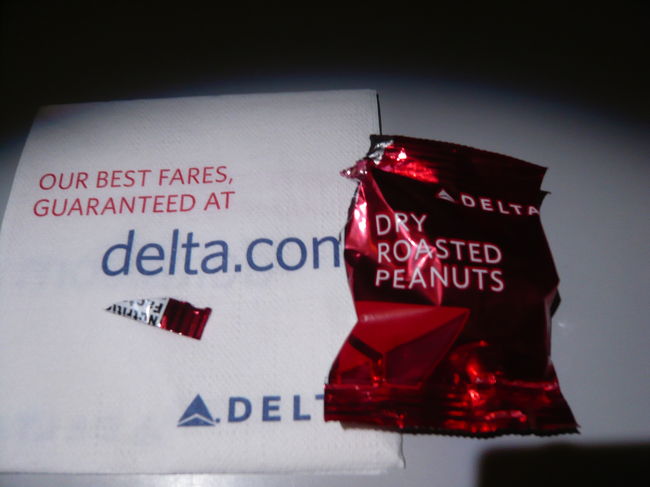 OUR BEST FARES,
GUARANTEED AT
delta.com
DELT
DELTA
DRY
ROASTED
PEANUTS